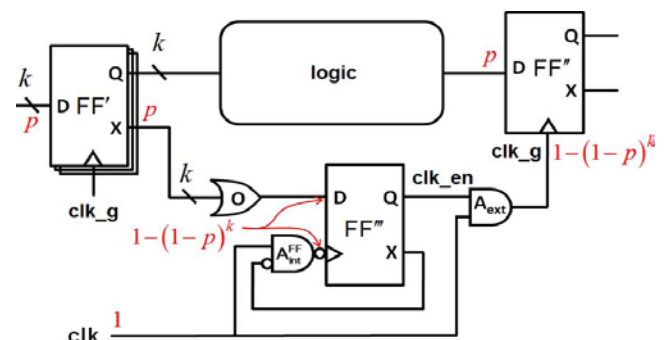 k
k
Q
logic
p
D FF″
Q
X
k
p
D FF′
Q
X
p
clk_g
k
O
1−(1−p)^k
D
Q
FF‴
X
clk_en
A_ext
clk_g
1−(1−p)^k
A_int^FF
clk
1